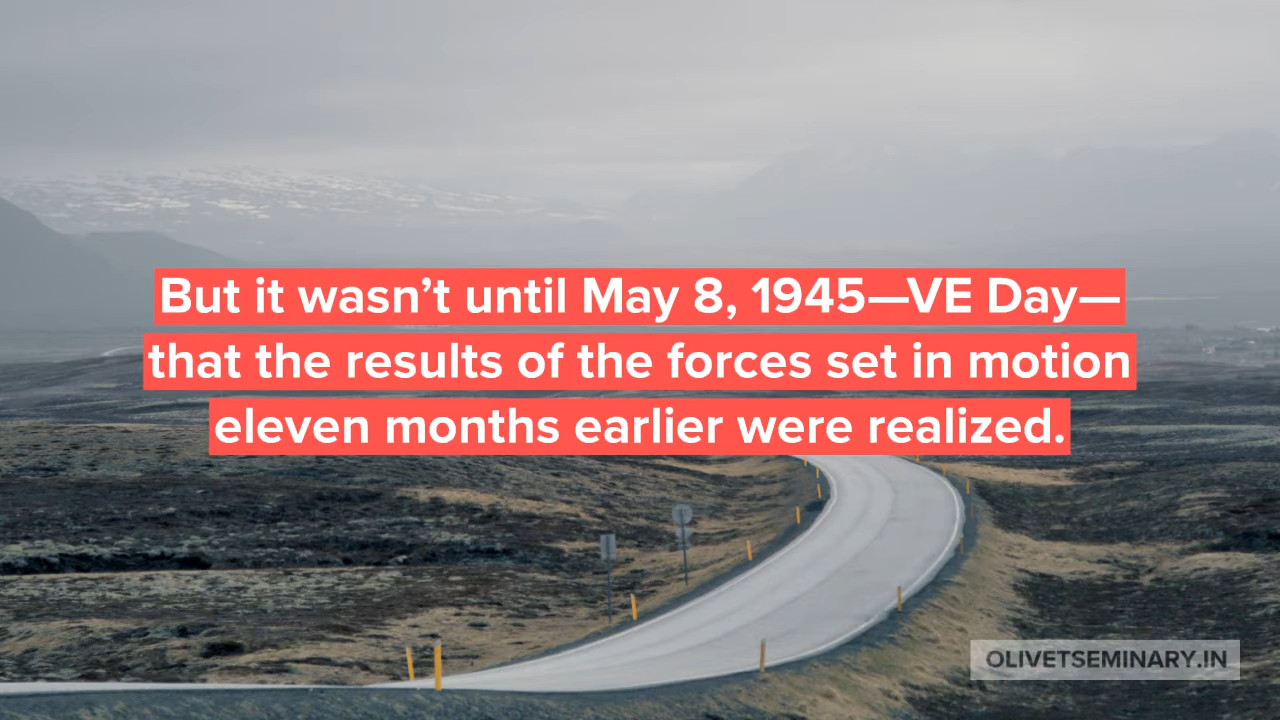 But it wasn’t until May 8, 1945—VE Day—
that the results of the forces set in motion
eleven months earlier were realized.
OLIVETSEMINARY.IN